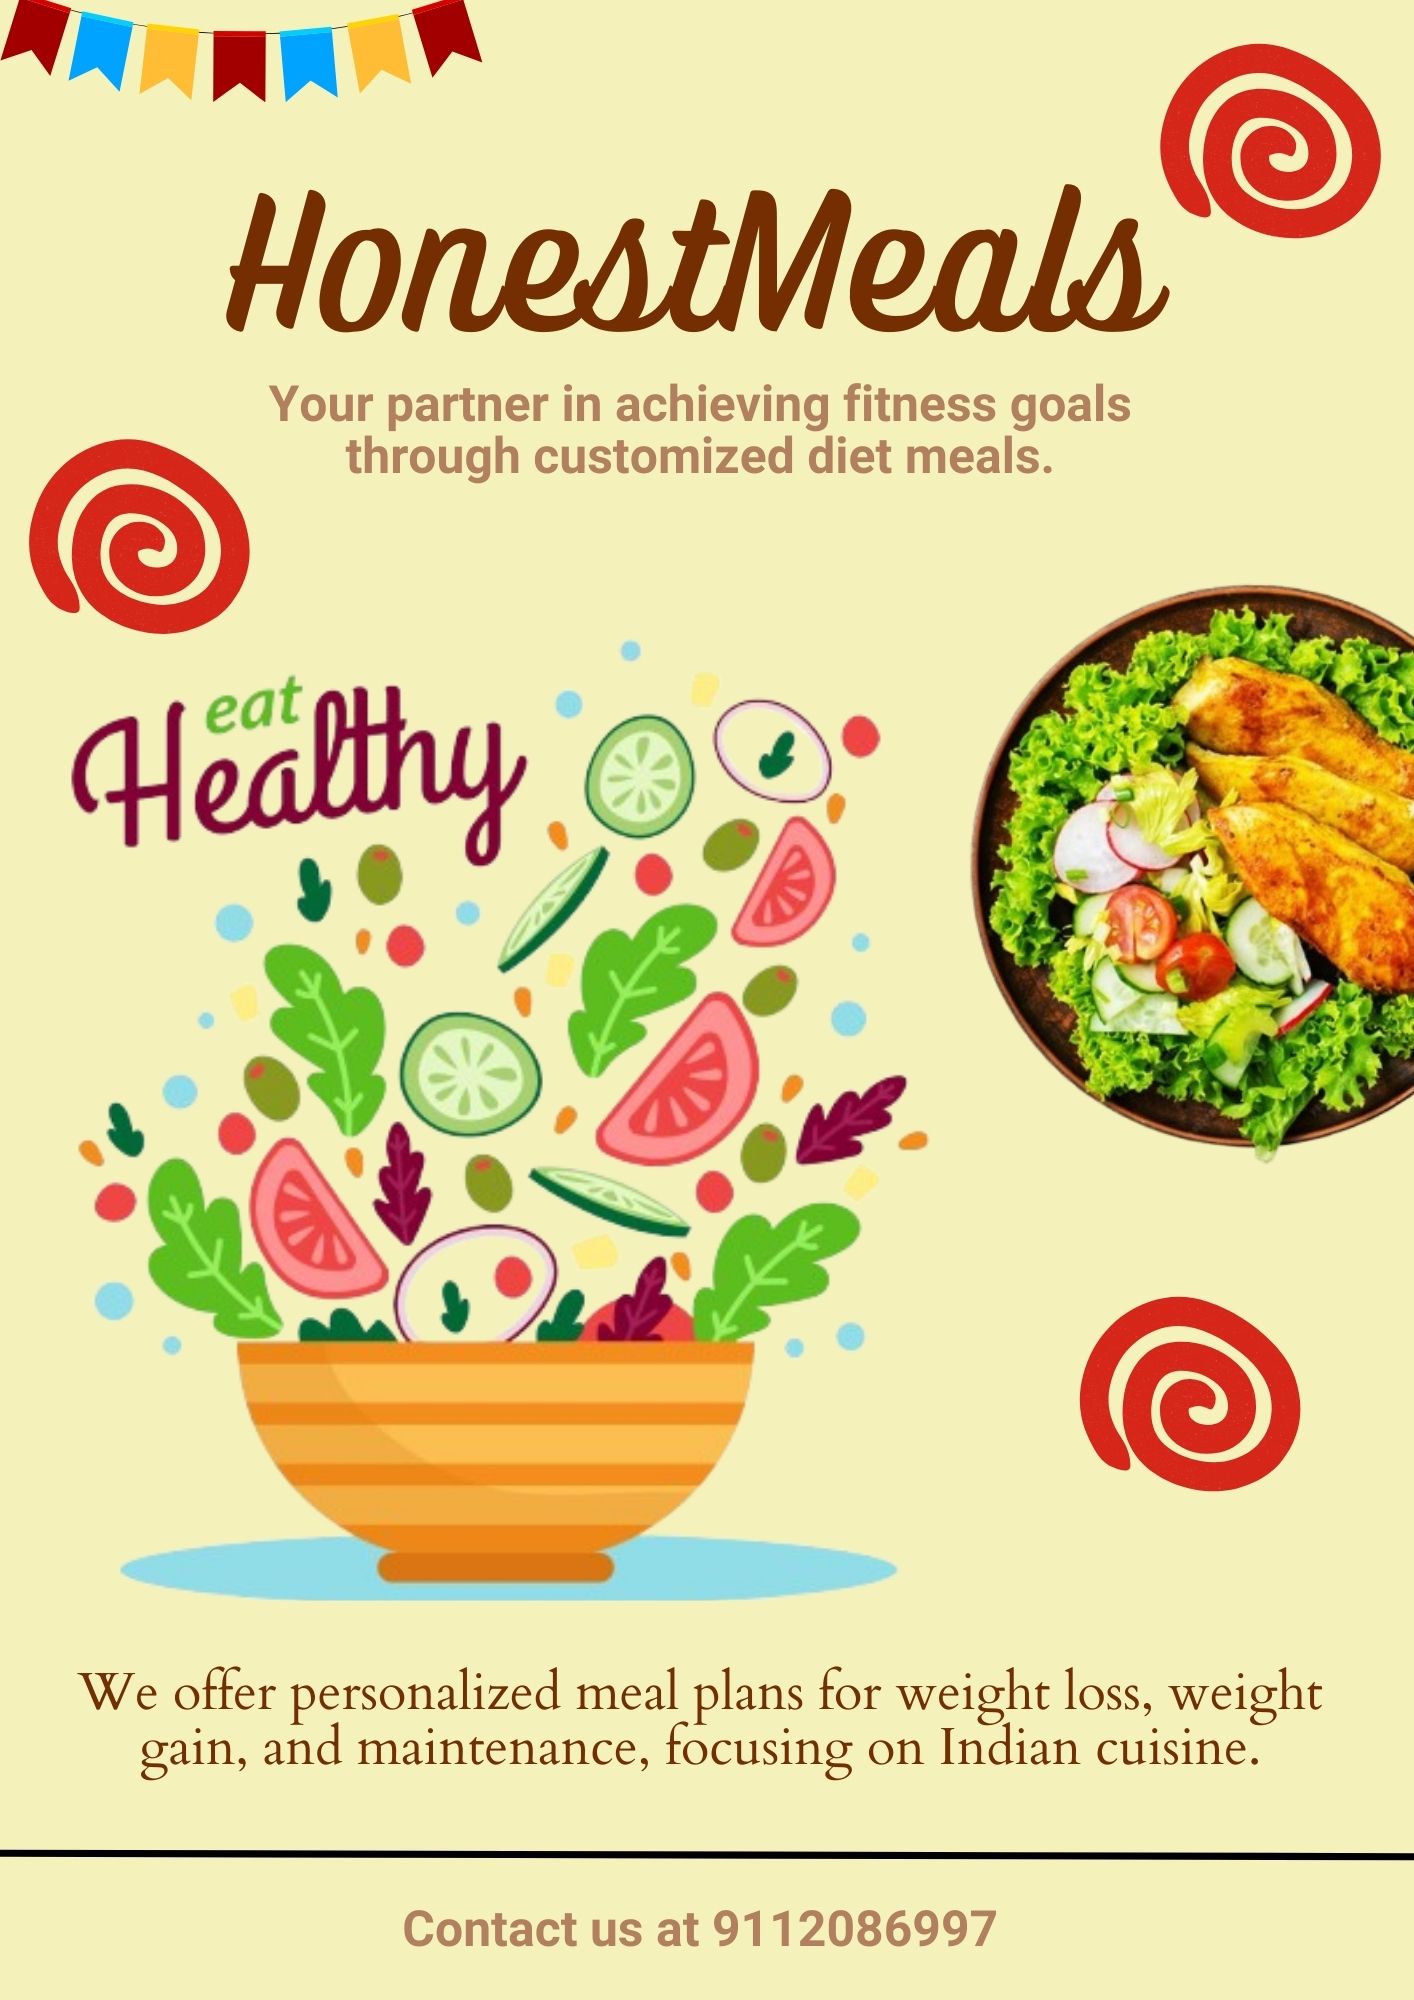 HonestMeals
Your partner in achieving fitness goals
through customized diet meals.
eat
Healthy
We offer personalized meal plans for weight loss, weight
gain, and maintenance, focusing on Indian cuisine.
Contact us at 9112086997